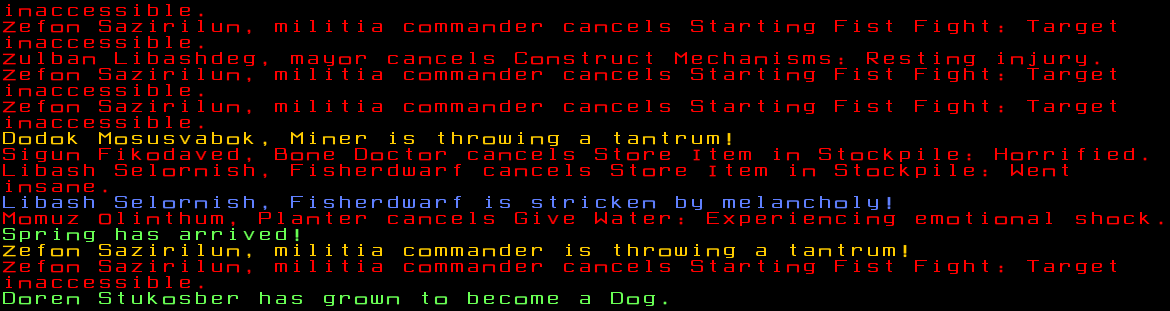 inaccessible.
Zefon Sazirilun, militia commander cancels Starting Fist Fight: Target
inaccessible.
Zulban Libashdeg, mayor cancels Construct Mechanisms: Resting injury.
Zefon Sazirilun, militia commander cancels Starting Fist Fight: Target
inaccessible.
Zefon Sazirilun, militia commander cancels Starting Fist Fight: Target
inaccessible.
Dodok Mosusvabok, Miner is throwing a tantrum!
Sigun Fikodaved, Bone Doctor cancels Store Item in Stockpile: Horrified.
Libash Selornish, Fisherdwarf cancels Store Item in Stockpile: Went
insane.
Libash Selornish, Fisherdwarf is stricken by melancholy!
Momuz Olinthum, Planter cancels Give Water: Experiencing emotional shock.
Spring has arrived!
Zefon Sazirilun, militia commander is throwing a tantrum!
Zefon Sazirilun, militia commander cancels Starting Fist Fight: Target
inaccessible.
Doren Stukosber has grown to become a Dog.